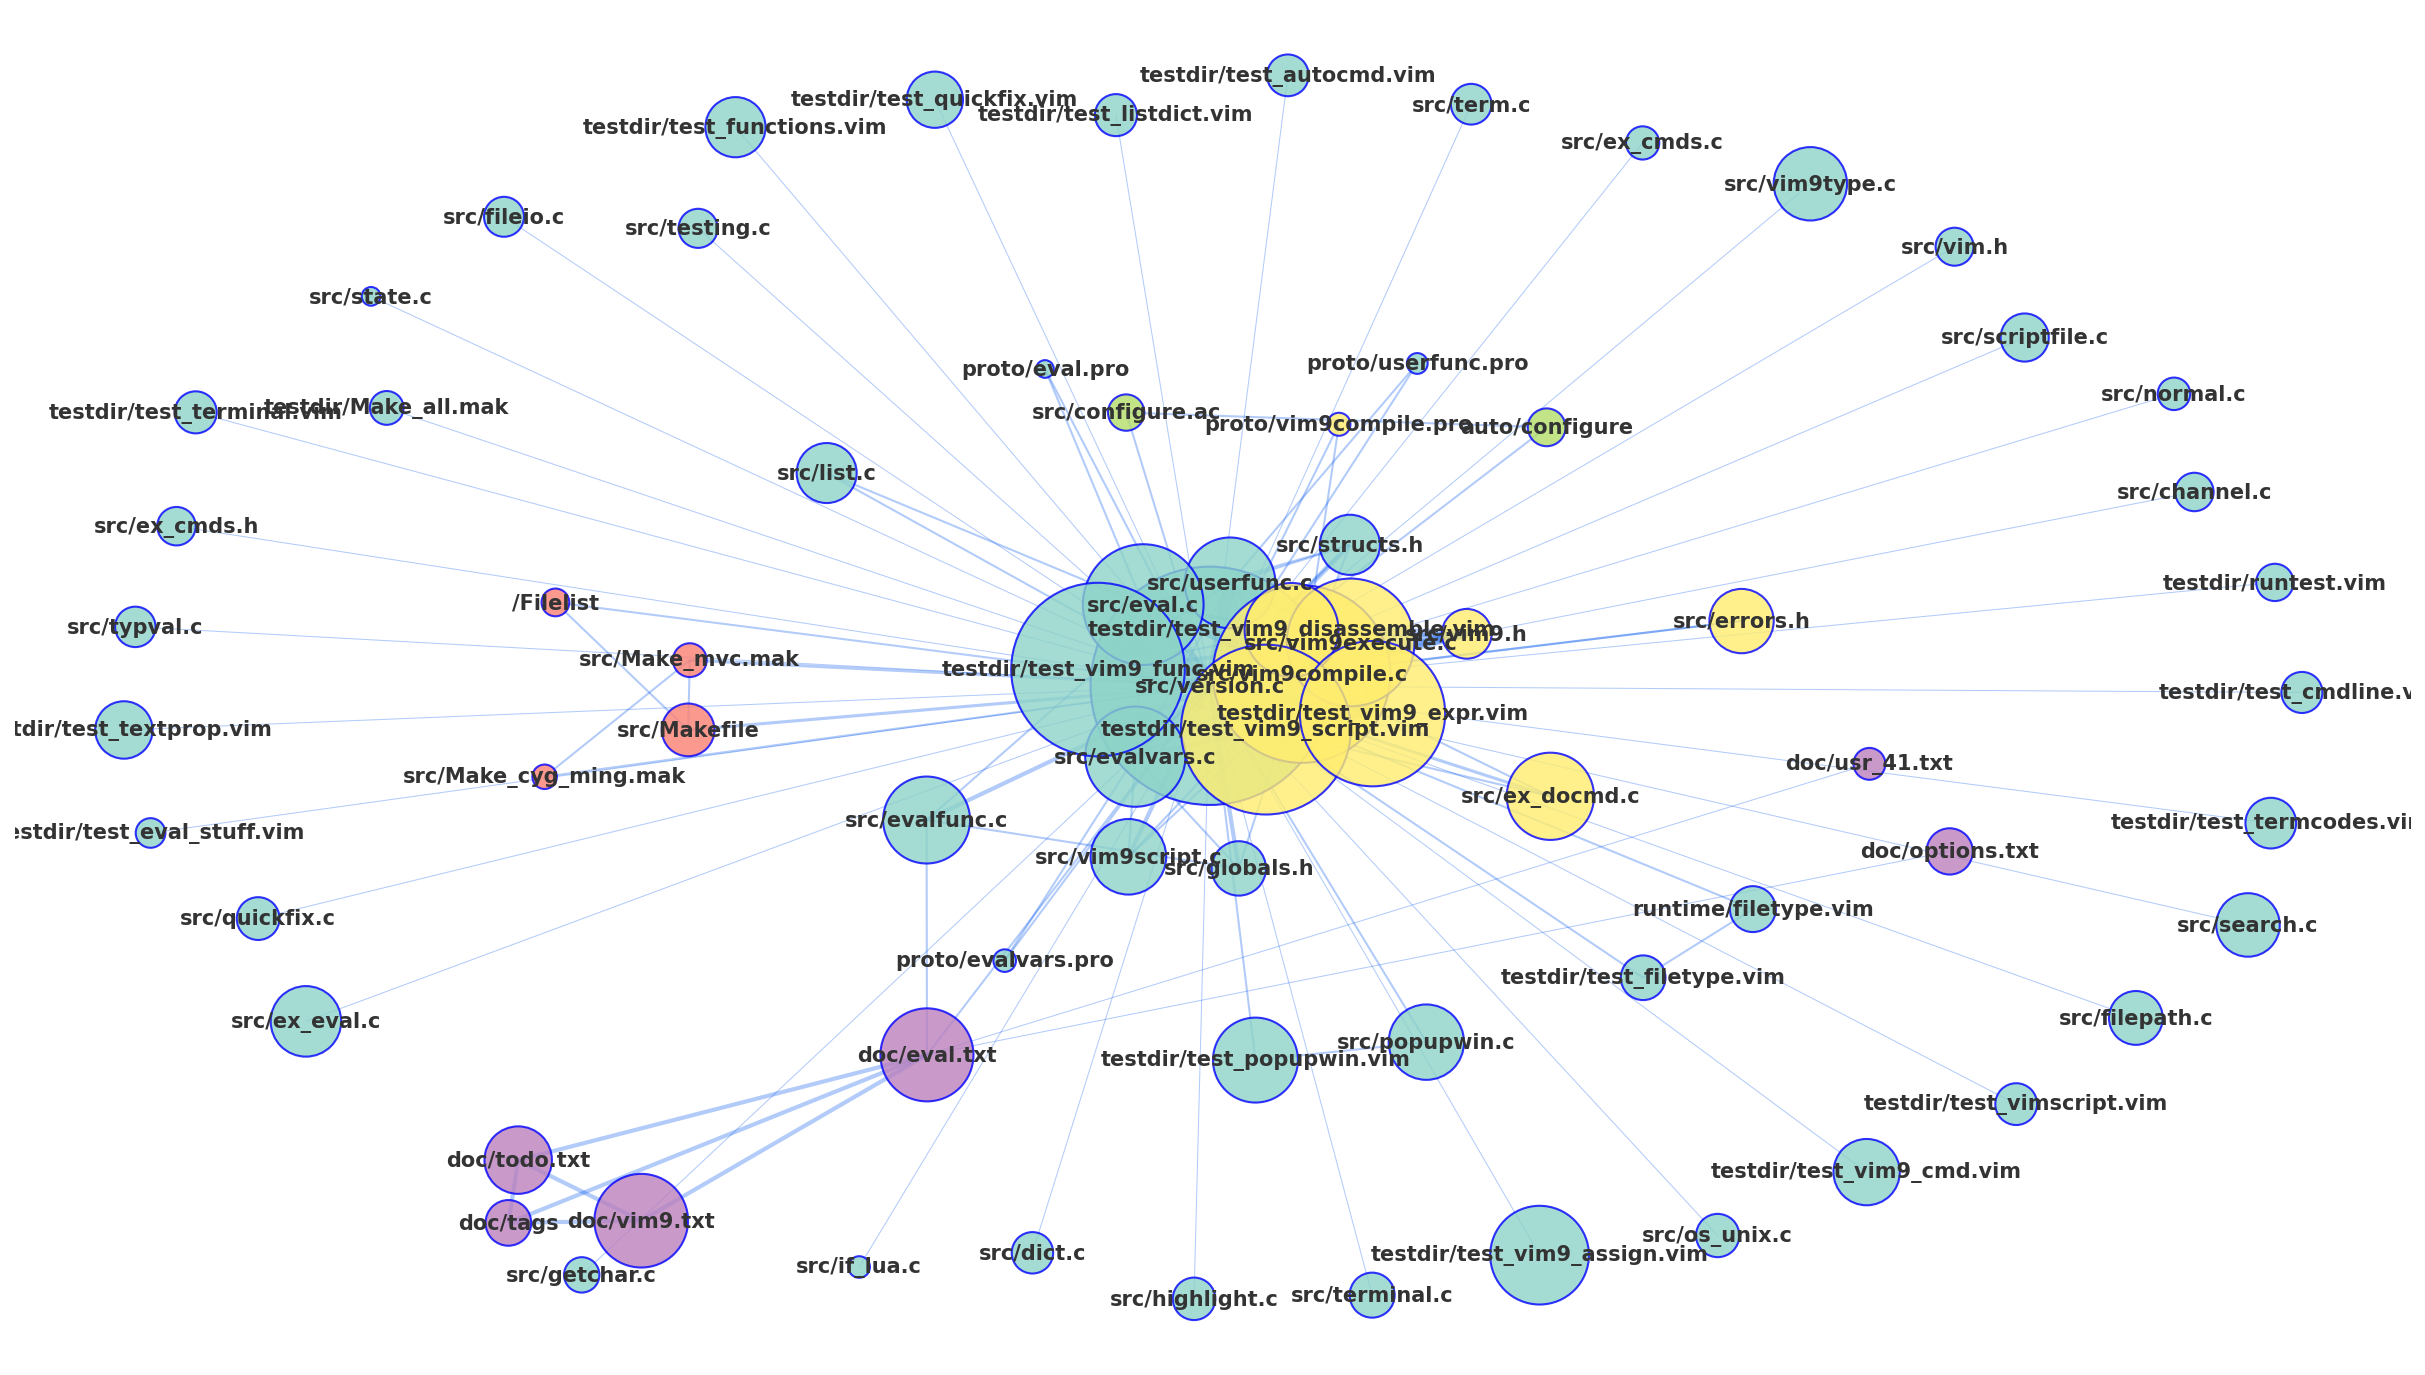 testdir/test_autocmd.vim
testdir/test_quickfix.vim
src/term.c
testdir/test_listdict.vim
testdir/test_functions.vim
src/ex_cmds.c
src/vim9type.c
src/fileio.c
src/testing.c
src/vim.h
src/state.c
src/scriptfile.c
proto/eval.pro
proto/userfunc.pro
src/normal.c
testdir/test_terminal.vim
testdir/Make_all.mak
src/configure.ac
proto/vim9compile.pro
auto/configure
src/list.c
src/channel.c
src/ex_cmds.h
src/structs.h
src/userfunc.c
testdir/runtest.vim
/Filelist
src/eval.c
src/typval.c
src/errors.h
testdir/test_vim9_disassemble.vim
src/vim9execute.c
src/vim9.h
src/Make_mvc.mak
testdir/test_vim9_func.vim
src/vim9compile.c
src/version.c
testdir/test_cmdline.v
tdir/test_textprop.vim
src/Makefile
testdir/test_vim9_expr.vim
testdir/test_vim9_script.vim
src/evalvars.c
doc/usr_41.txt
src/Make_cyg_ming.mak
src/ex_docmd.c
src/evalfunc.c
testdir/test_termcodes.vi
estdir/test_eval_stuff.vim
doc/options.txt
src/vim9script.c
src/globals.h
src/quickfix.c
runtime/filetype.vim
src/search.c
proto/evalvars.pro
testdir/test_filetype.vim
src/ex_eval.c
src/filepath.c
src/popupwin.c
doc/eval.txt
testdir/test_popupwin.vim
testdir/test_vimscript.vim
doc/todo.txt
testdir/test_vim9_cmd.vim
doc/tags
doc/vim9.txt
src/os_unix.c
src/dict.c
testdir/test_vim9_assign.vim
src/getchar.c
src/if_lua.c
src/highlight.c
src/terminal.c